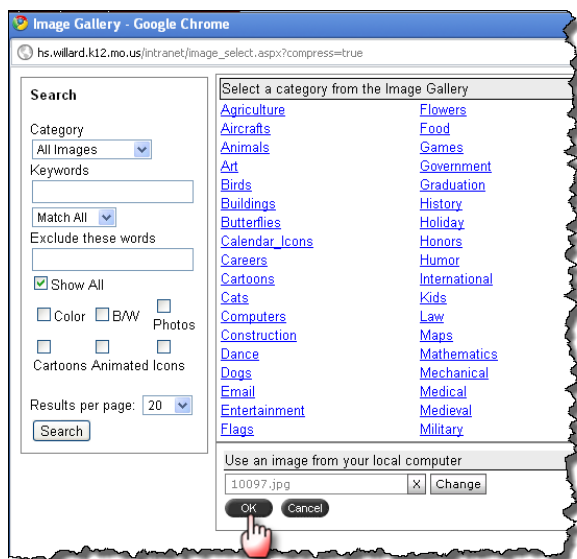 Image Gallery - Google Chrome
hs.willard.k12.mo.us/intranet/image_select.aspx?compress=true
Search
Category
All Images
Keywords
Match All
Exclude these words
Show All
Color B/W Photos
Cartoons Animated Icons
Results per page: 20
Search
Select a category from the Image Gallery
Agriculture Flowers
Aircrafts Food
Animals Games
Art Government
Birds Graduation
Buildings History
Butterflies Holiday
Calendar_Icons Honors
Careers Humor
Cartoons International
Cats Kids
Computers Law
Construction Maps
Dance Mathematics
Dogs Mechanical
Email Medical
Entertainment Medieval
Flags Military
Use an image from your local computer
10097.jpg X Change
OK Cancel